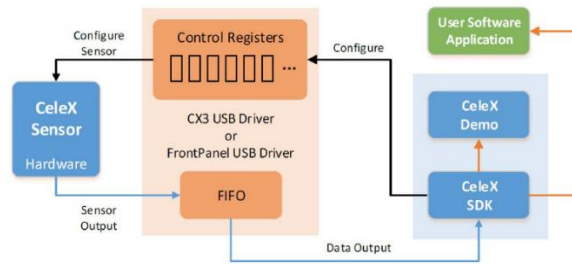 Configure
Sensor
Control Registers
...
Configure
User Software
Application
CeleX
Sensor
Hardware
CX3 USB Driver
or
FrontPanel USB Driver
CeleX
Demo
FIFO
CeleX
SDK
Sensor
Output
Data Output